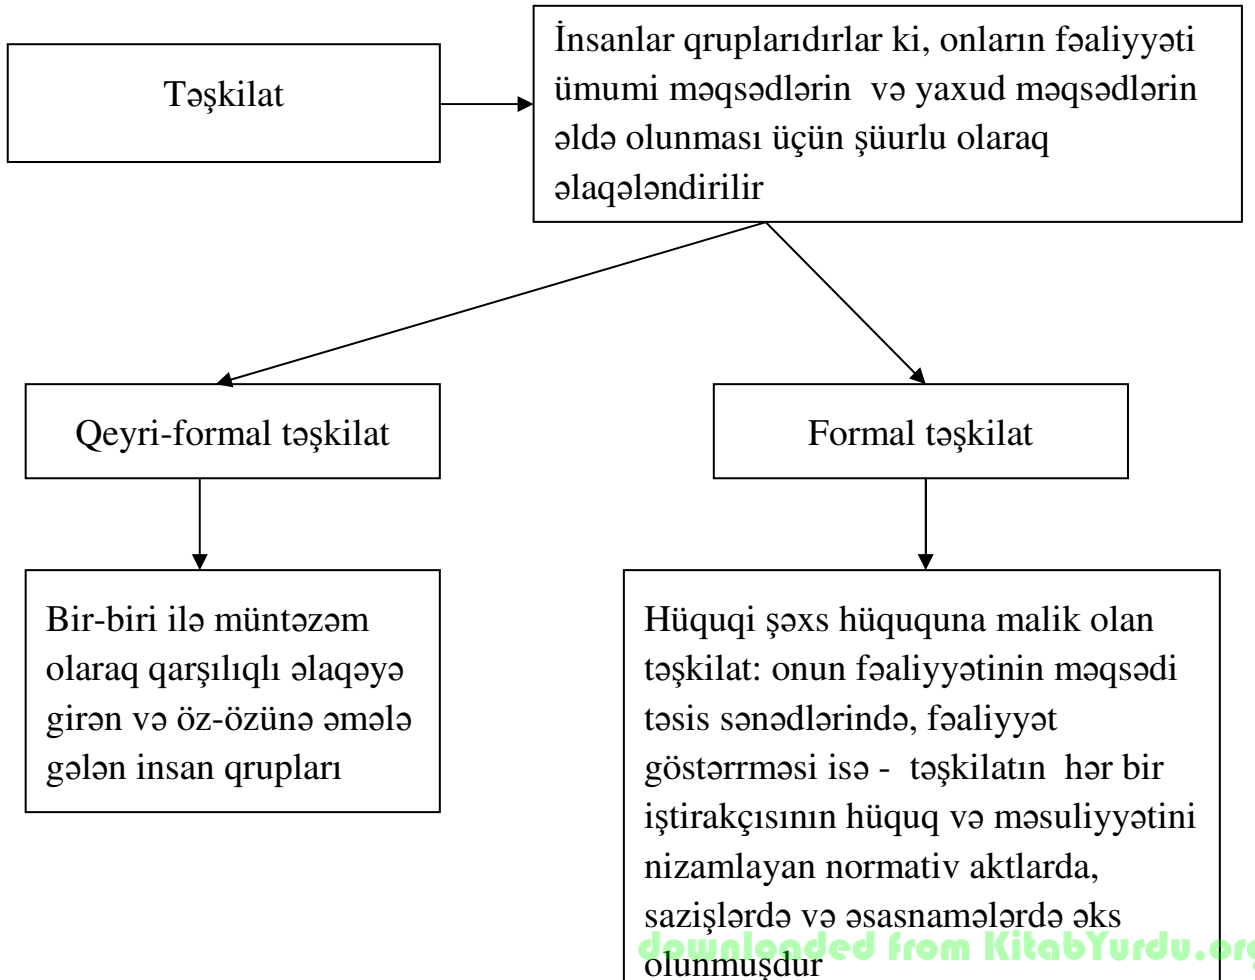 Təşkilat
İnsanlar qruplarıdırlar ki, onların fəaliyyəti
ümumi məqsədlərin  və yaxud məqsədlərin
əldə olunması üçün şüurlu olaraq
əlaqələndirilir
Qeyri-formal təşkilat
Formal təşkilat
Bir-biri ilə müntəzəm
olaraq qarşılıqlı əlaqəyə
girən və öz-özünə əmələ
gələn insan qrupları
Hüquqi şəxs hüququna malik olan
təşkilat: onun fəaliyyətinin məqsədi
təsis sənədlərində, fəaliyyət
göstərrməsi isə -  təşkilatın  hər bir
iştirakçısının hüquq və məsuliyyətini
nizamlayan normativ aktlarda,
sazişlərdə və əsasnamələrdə əks
olunmuşdur
downloaded from KitabYurdu.org